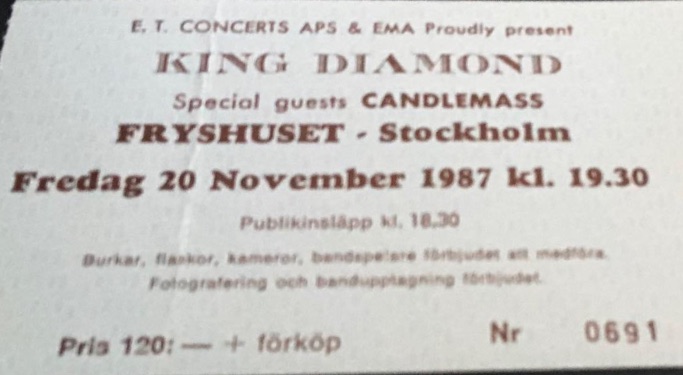 E. T. CONCERTS APS & EMA Proudly present
KING DIAMOND
Special guests CANDLEMASS
FRYSHUSET - Stockholm
Fredag 20 November 1987 kl. 19.30
Publikinsläpp kl. 18.30
Burkar, flaskor, kameror, bandspelare förbjudet att medföra.
Fotografering och bandupptagning förbjudet.
Pris 120:— + förköp
Nr 0691